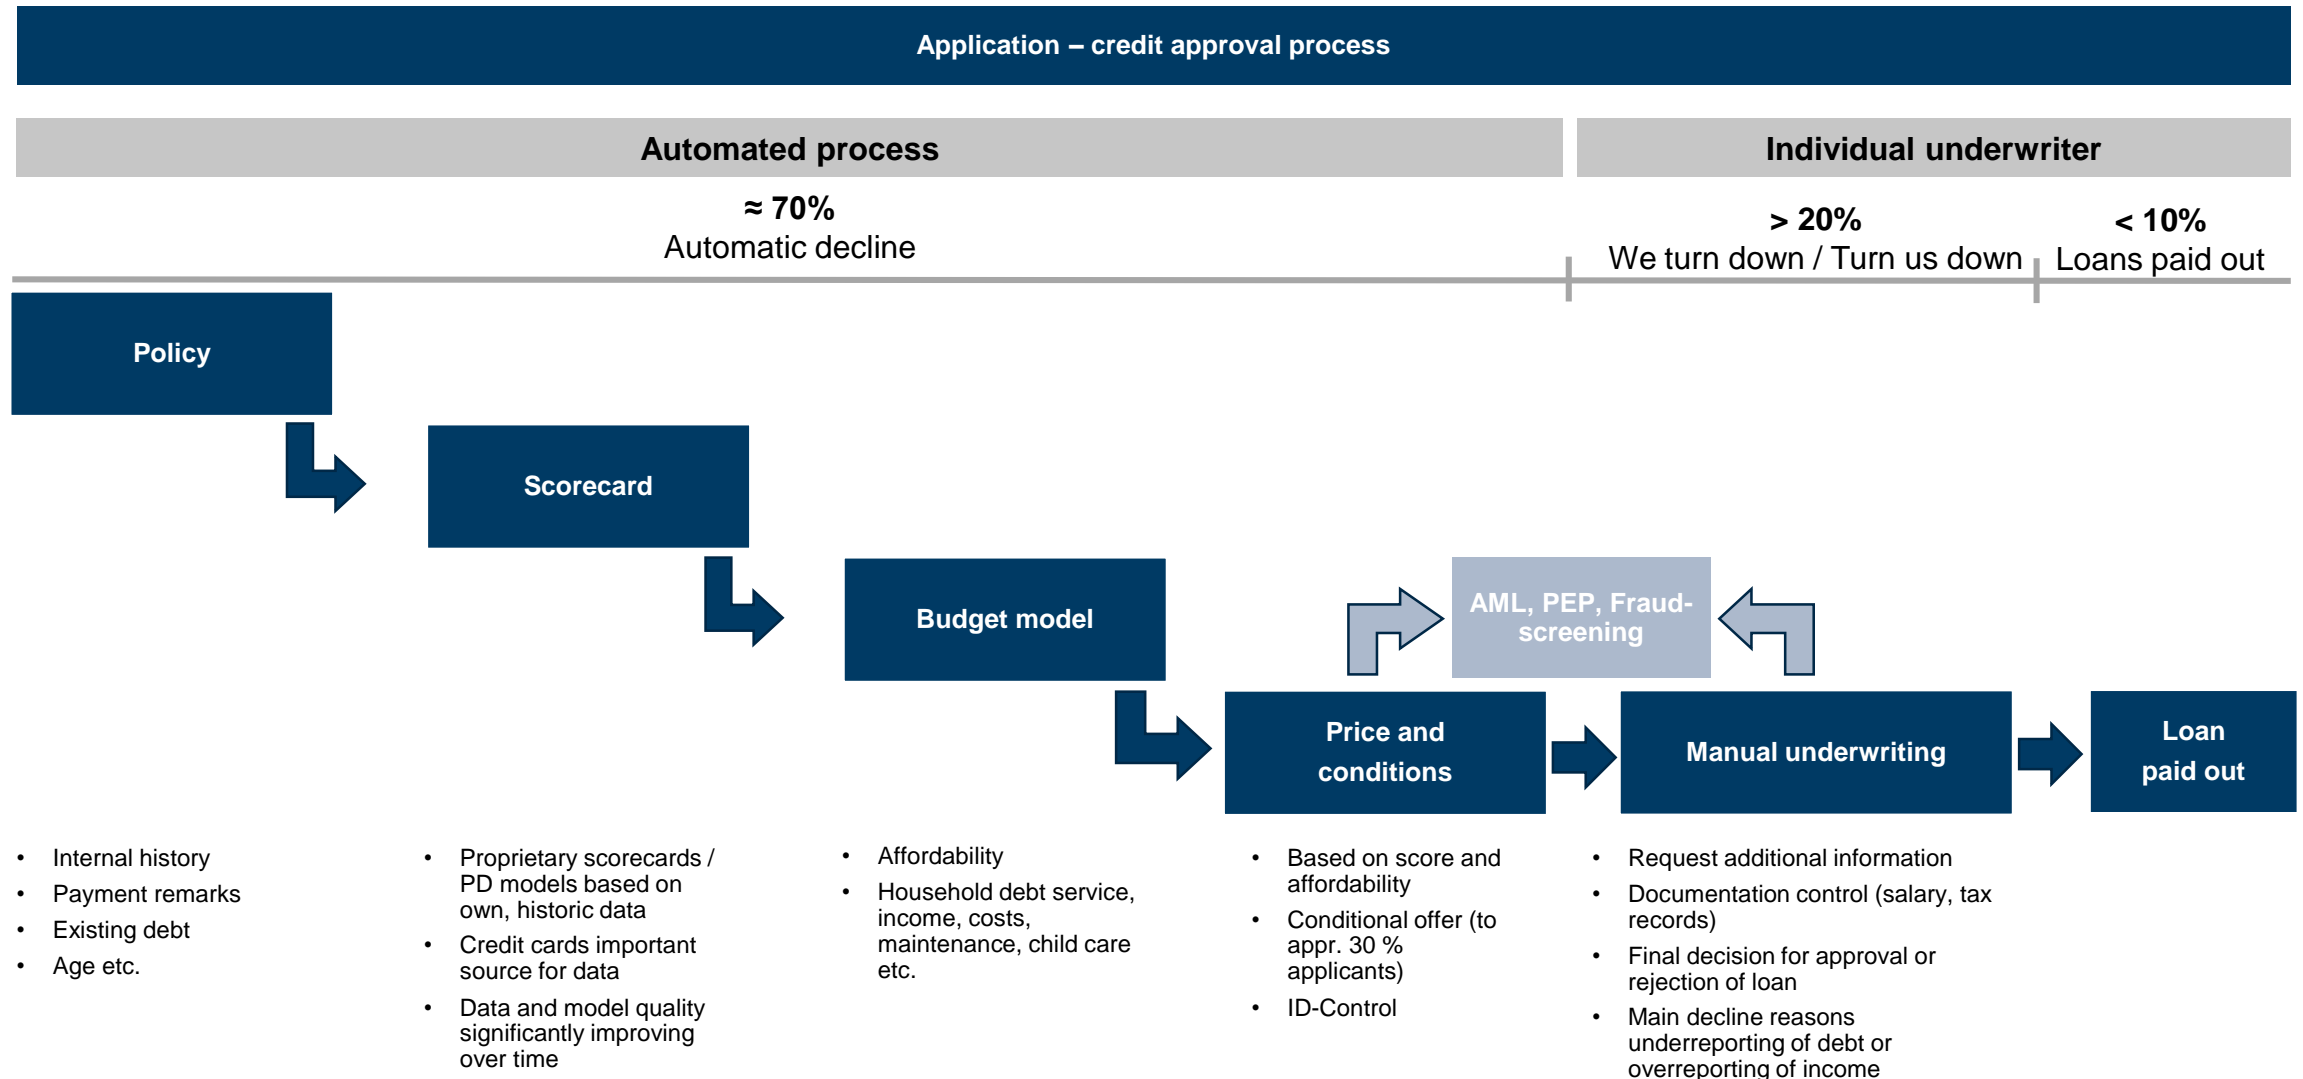 Application – credit approval process
Automated process
Individual underwriter
≈ 70%
Automatic decline
> 20%
We turn down / Turn us down
< 10%
Loans paid out
Policy
Scorecard
Budget model
AML, PEP, Fraud-
screening
Price and
conditions
Manual underwriting
Loan
paid out
• Internal history
• Payment remarks
• Existing debt
• Age etc.
• Proprietary scorecards /
PD models based on
own, historic data
• Credit cards important
source for data
• Data and model quality
significantly improving
over time
• Affordability
• Household debt service,
income, costs,
maintenance, child care
etc.
• Based on score and
affordability
• Conditional offer (to
appr. 30 %
applicants)
• ID-Control
• Request additional information
• Documentation control (salary, tax
records)
• Final decision for approval or
rejection of loan
• Main decline reasons
underreporting of debt or
overreporting of income